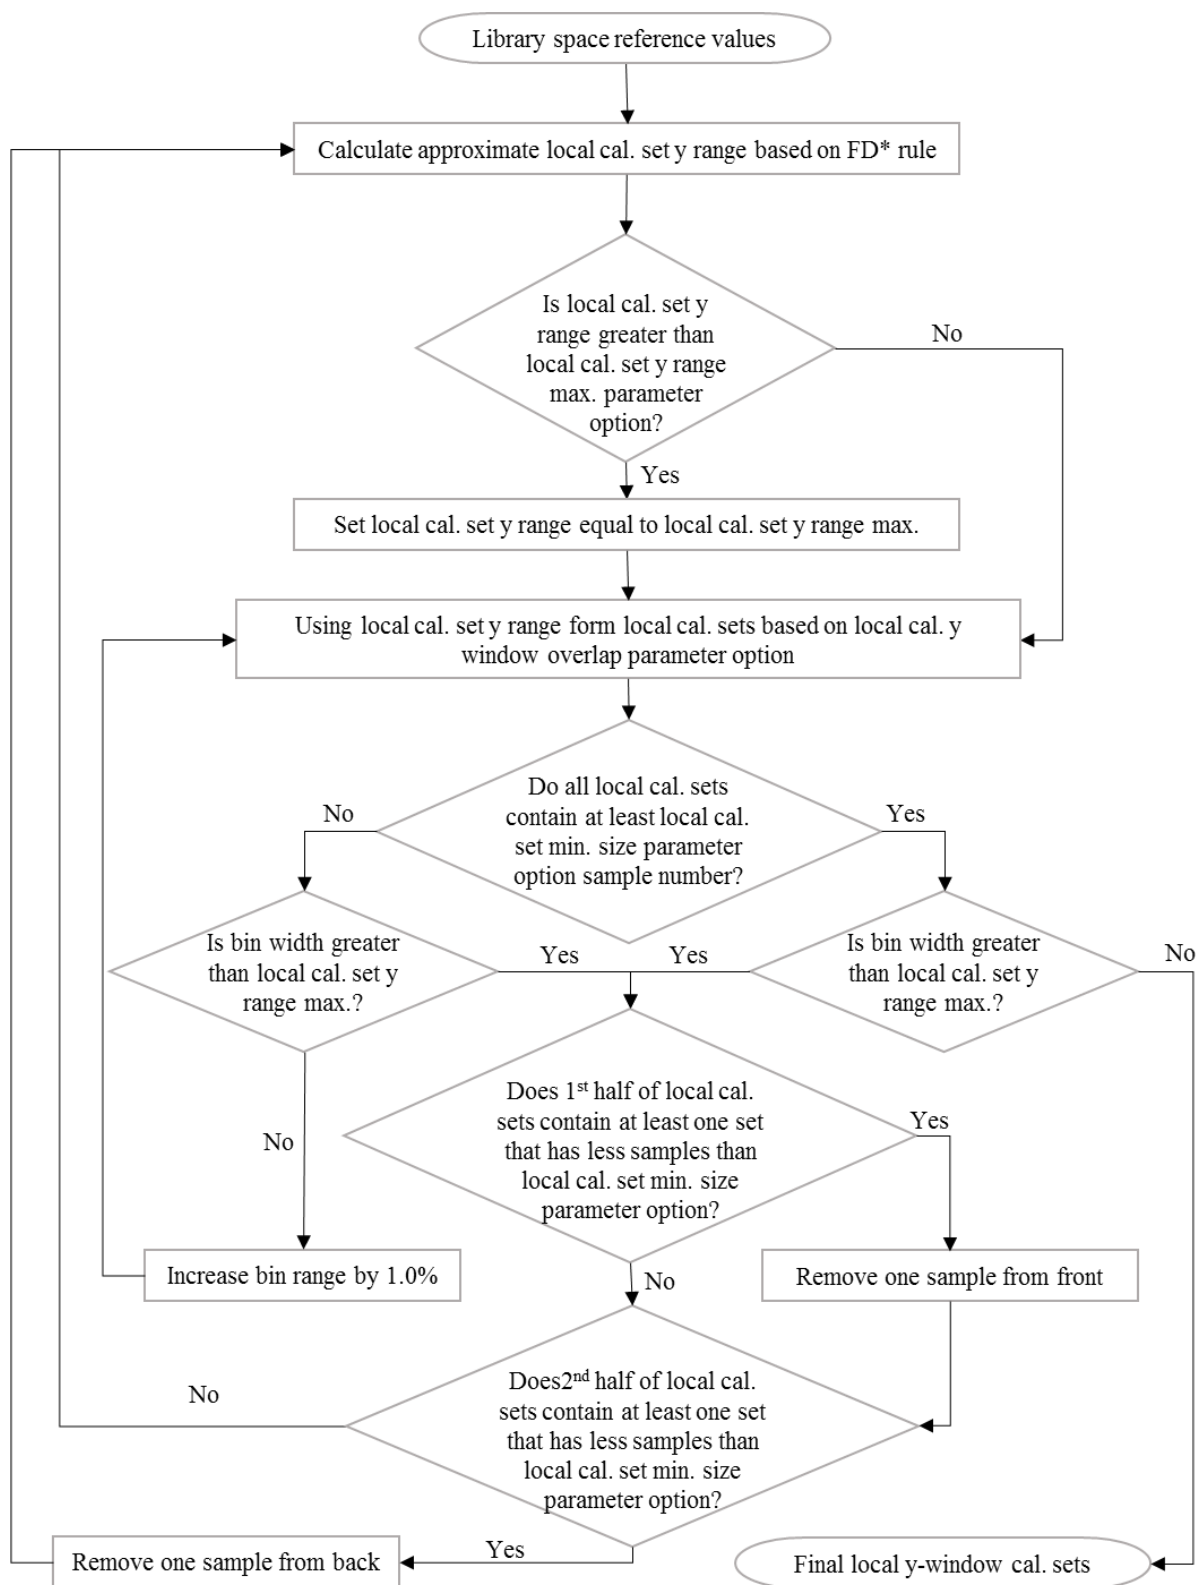 Library space reference values
Calculate approximate local cal. set y range based on FD* rule
Is local cal. set y
range greater than
local cal. set y range
max. parameter
option?
No
Yes
Set local cal. set y range equal to local cal. set y range max.
Using local cal. set y range form local cal. sets based on local cal. y
window overlap parameter option
Do all local cal. sets
contain at least local cal.
set min. size parameter
option sample number?
No
Yes
Is bin width greater
than local cal. set y
range max.?
Yes
Yes
Is bin width greater
than local cal. set y
range max.?
No
Does 1st half of local cal.
sets contain at least one set
that has less samples than
local cal. set min. size
parameter option?
Yes
No
Increase bin range by 1.0%
Remove one sample from front
No
Does2nd half of local cal.
sets contain at least one set
that has less samples than
local cal. set min. size
parameter option?
No
Remove one sample from back
Yes
Final local y-window cal. sets